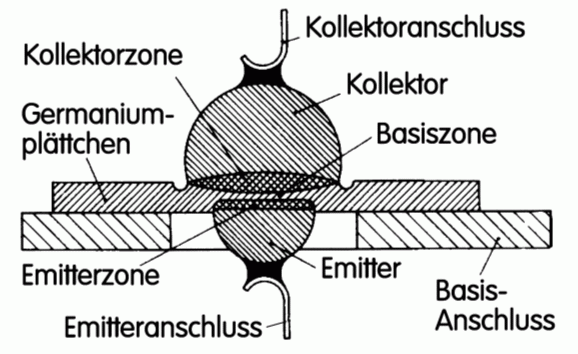 Kollektoranschluss
Kollektorzone
Kollektor
Germanium-
plättchen
Basiszone
Emitterzone
Emitter
Basis-
Anschluss
Emitteranschluss